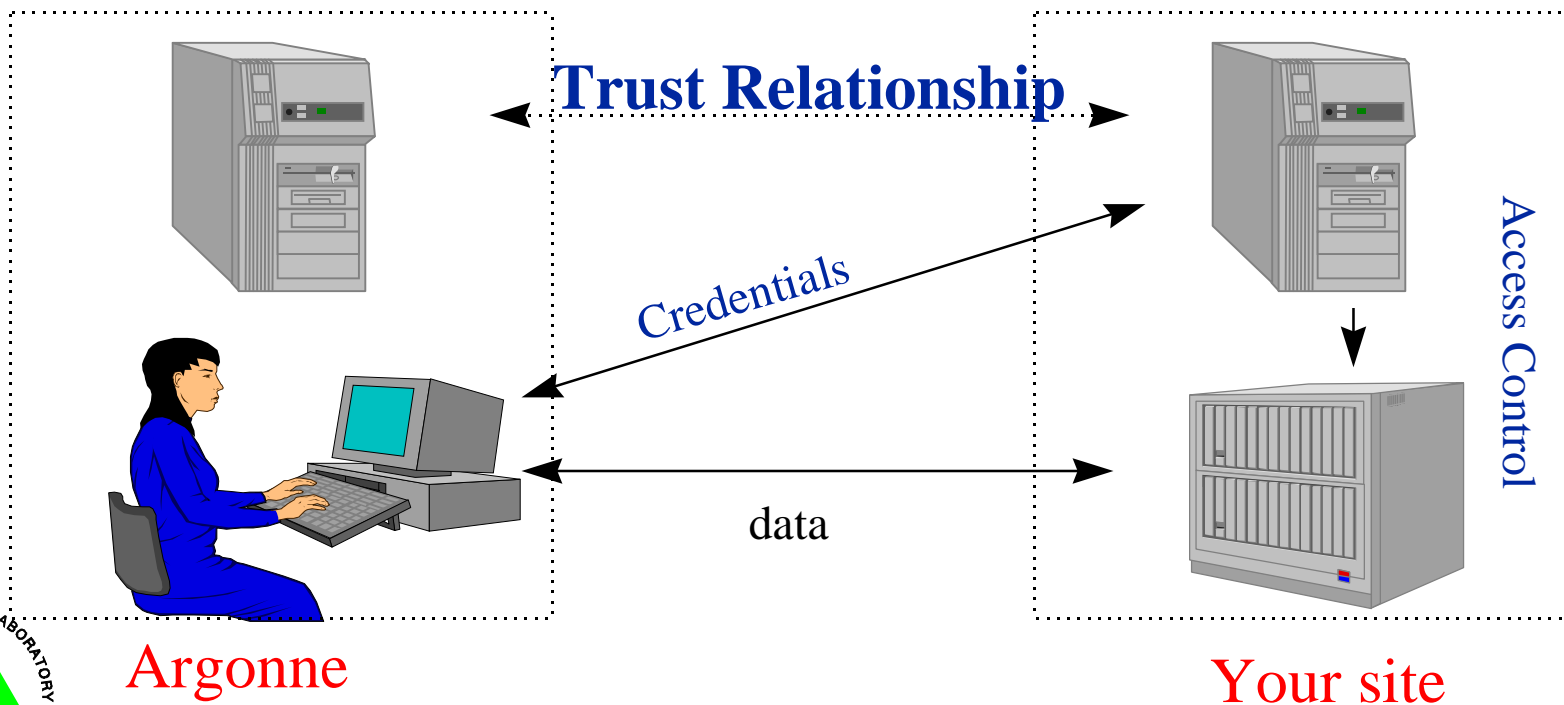 Trust Relationship
Credentials
Access Control
data
Argonne
Your site